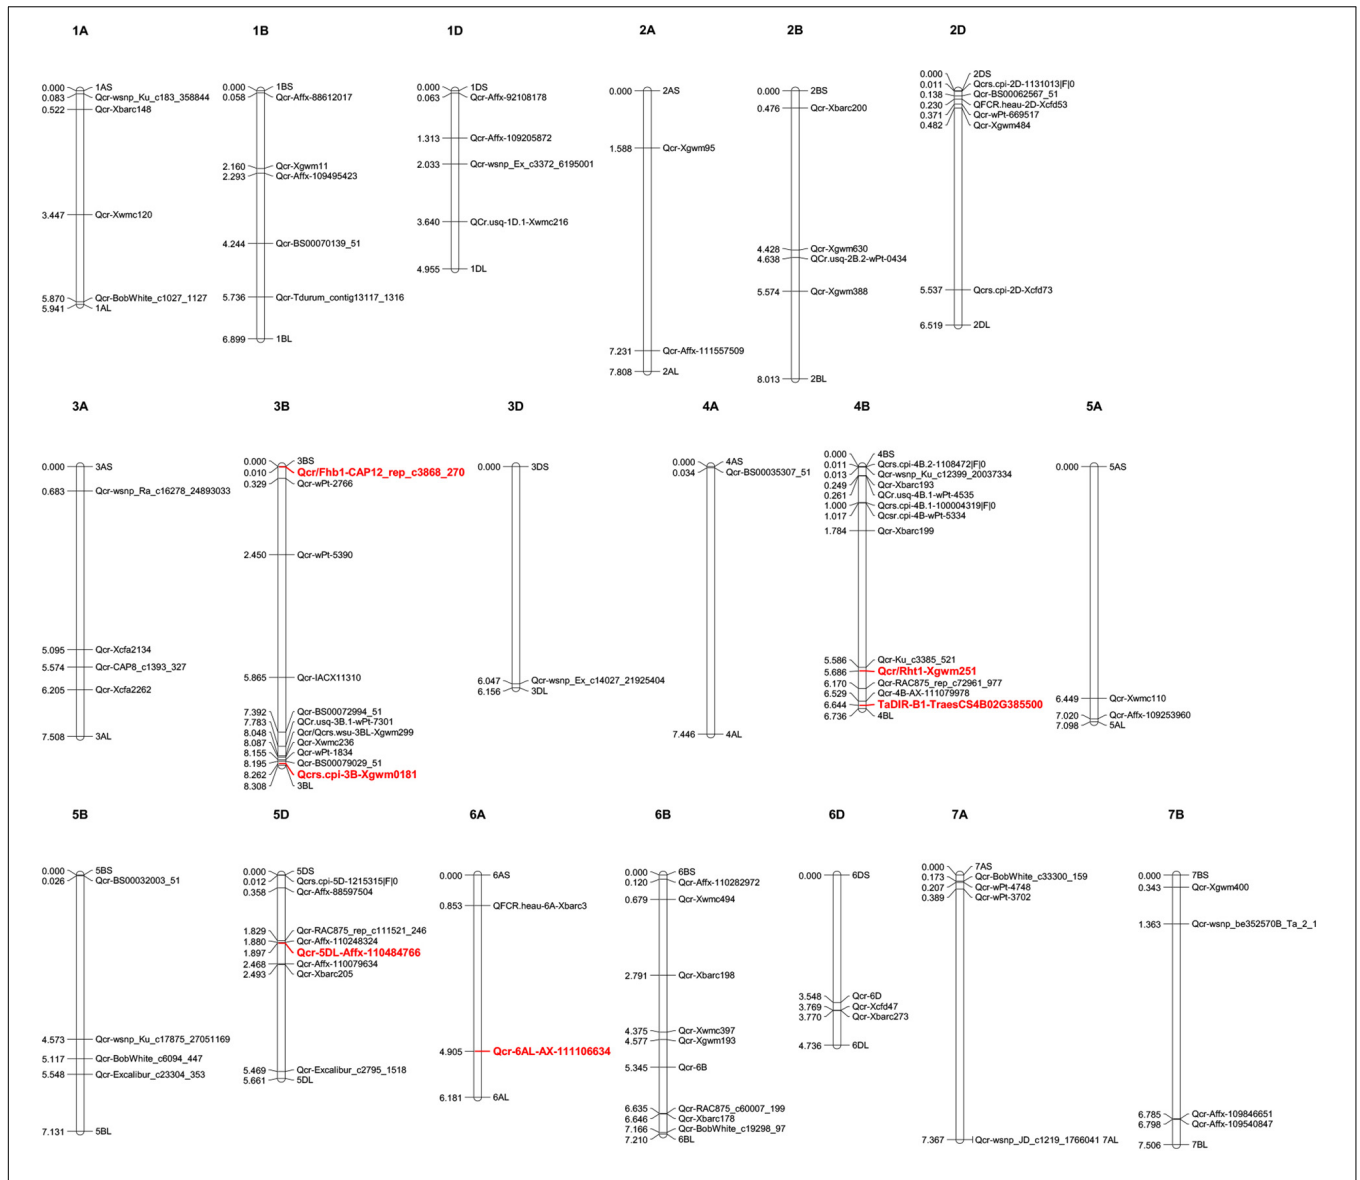 1A
0.000 1AS
0.083 Qcr-wsnp_Ku_c183_358844
0.522 Qcr-Xbarc148
3.447 Qcr-Xwmc120
5.870 Qcr-BobWhite_c1027_1127
5.941 1AL
1B
0.000 1BS
0.058 Qcr-Affx-88612017
2.160 Qcr-Xgwm11
2.293 Qcr-Affx-109495423
4.244 Qcr-BS00070139_51
5.736 Qcr-Tdurum_contig13117_1316
6.899 1BL
1D
0.000 1DS
0.063 Qcr-Affx-92108178
1.313 Qcr-Affx-109205872
2.033 Qcr-wsnp_Ex_c3372_6195001
3.640 QCr.usq-1D.1-Xwmc216
4.955 1DL
2A
0.000 2AS
1.588 Qcr-Xgwm95
7.231 Qcr-Affx-111557509
7.808 2AL
2B
0.000 2BS
0.476 Qcr-Xbarc200
4.428 Qcr-Xgwm630
4.638 QCr.usq-2B.2-wPt-0434
5.574 Qcr-Xgwm388
8.013 2BL
2D
0.000 2DS
0.011 Qcrs.cpi-2D-1131013|F|0
0.138 Qcr-BS00062567_51
0.230 QFCR.heau-2D-Xcfd53
0.371 Qcr-wPt-669517
0.482 Qcr-Xgwm484
5.537 Qcrs.cpi-2D-Xcfd73
6.519 2DL
3A
0.000 3AS
0.683 Qcr-wsnp_Ra_c16278_24893033
5.095 Qcr-Xcfa2134
5.574 Qcr-CAP8_c1393_327
6.205 Qcr-Xcfa2262
7.508 3AL
3B
0.000 3BS
0.010 Qcr/Fhb1-CAP12_rep_c3868_270
0.329 Qcr-wPt-2766
2.450 Qcr-wPt-5390
5.865 Qcr-IACX11310
7.392 Qcr-BS00072994_51
7.783 QCr.usq-3B.1-wPt-7301
8.048 Qcr/Qcrs.wsu-3BL-Xgwm299
8.087 Qcr-Xwmc236
8.155 Qcr-wPt-1834
8.195 Qcr-BS00079029_51
8.262 Qcrs.cpi-3B-Xgwm0181
8.308 3BL
3D
0.000 3DS
6.047 Qcr-wsnp_Ex_c14027_21925404
6.156 3DL
4A
0.000 4AS
0.034 Qcr-BS00035307_51
7.446 4AL
4B
0.000 4BS
0.011 Qcrs.cpi-4B.2-1108472|F|0
0.013 Qcr-wsnp_Ku_c12399_20037334
0.249 Qcr-Xbarc193
0.261 QCr.usq-4B.1-wPt-4535
1.000 Qcrs.cpi-4B.1-100004319|F|0
1.017 Qcsr.cpi-4B-wPt-5334
1.784 Qcr-Xbarc199
5.586 Qcr-Ku_c3385_521
5.686 Qcr/Rht1-Xgwm251
6.170 Qcr-RAC875_rep_c72961_977
6.529 Qcr-4B-AX-111079978
6.644 TaDIR-B1-TraesCS4B02G385500
6.736 4BL
5A
0.000 5AS
6.449 Qcr-Xwmc110
7.020 Qcr-Affx-109253960
7.098 5AL
5B
0.000 5BS
0.026 Qcr-BS00032003_51
4.573 Qcr-wsnp_Ku_c17875_27051169
5.117 Qcr-BobWhite_c6094_447
5.548 Qcr-Excalibur_c23304_353
7.131 5BL
5D
0.000 5DS
0.012 Qcrs.cpi-5D-1215315|F|0
0.358 Qcr-Affx-88597504
1.829 Qcr-RAC875_rep_c111521_246
1.880 Qcr-Affx-110248324
1.897 Qcr-5DL-Affx-110484766
2.468 Qcr-Affx-110079634
2.493 Qcr-Xbarc205
5.469 Qcr-Excalibur_c2795_1518
5.661 5DL
6A
0.000 6AS
0.853 QFCR.heau-6A-Xbarc3
4.905 Qcr-6AL-AX-111106634
6.181 6AL
6B
0.000 6BS
0.120 Qcr-Affx-110282972
0.679 Qcr-Xwmc494
2.791 Qcr-Xbarc198
4.375 Qcr-Xwmc397
4.577 Qcr-Xgwm193
5.345 Qcr-6B
6.635 Qcr-RAC875_c60007_199
6.646 Qcr-Xbarc178
7.166 Qcr-BobWhite_c19298_97
7.210 6BL
6D
0.000 6DS
3.548 Qcr-6D
3.769 Qcr-Xcfd47
3.770 Qcr-Xbarc273
4.736 6DL
7A
0.000 7AS
0.173 Qcr-BobWhite_c33300_159
0.207 Qcr-wPt-4748
0.389 Qcr-wPt-3702
7.367 Qcr-wsnp_JD_c1219_1766041 7AL
7B
0.000 7BS
0.343 Qcr-Xgwm400
1.363 Qcr-wsnp_be352570B_Ta_2_1
6.785 Qcr-Affx-109846651
6.798 Qcr-Affx-109540847
7.506 7BL